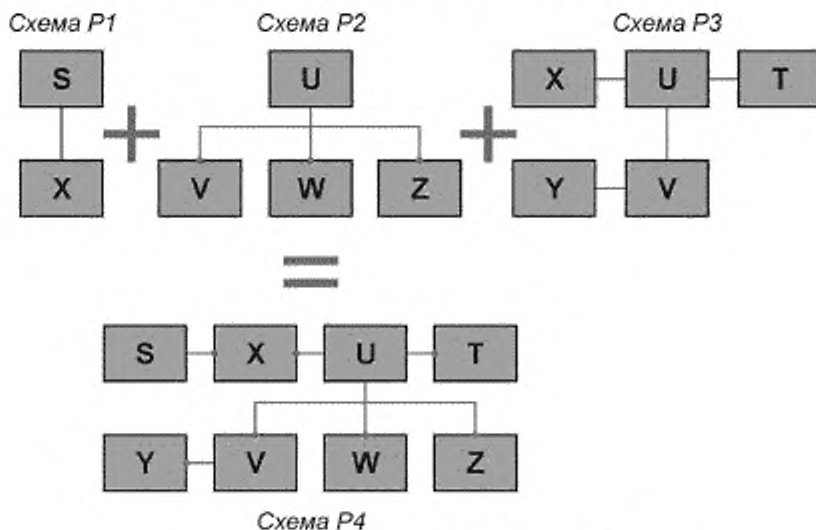 Схема P1 Схема P2 Схема P3
S U X U T
X V W Z Y V
S X U T
Y V W Z
Схема P4